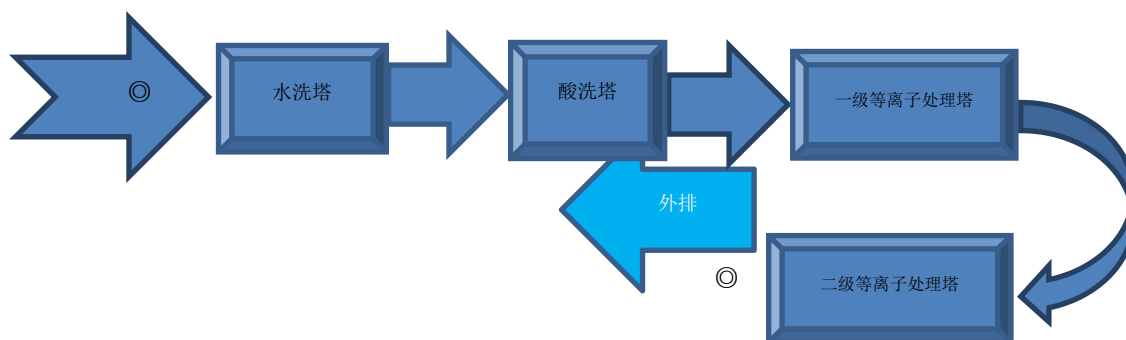 ◎
水洗塔
酸洗塔
一级等离子处理塔
外排
◎
二级等离子处理塔